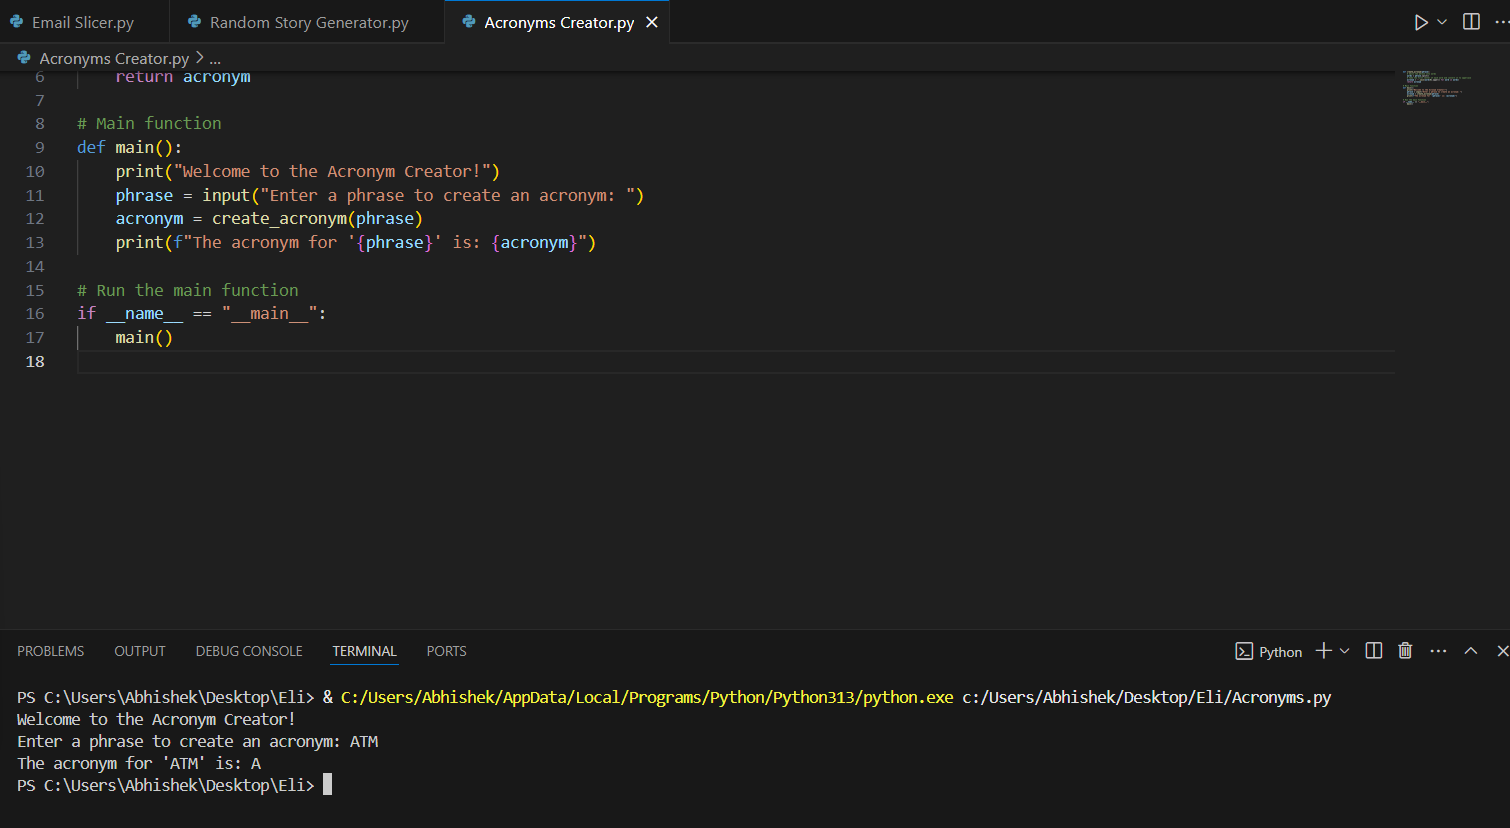 Email Slicer.py
Random Story Generator.py
Acronyms Creator.py
Acronyms Creator.py > ...
6 return acronym
7
8 # Main function
9 def main():
10 print("Welcome to the Acronym Creator!")
11 phrase = input("Enter a phrase to create an acronym: ")
12 acronym = create_acronym(phrase)
13 print(f"The acronym for '{phrase}' is: {acronym}")
14
15 # Run the main function
16 if __name__ == "__main__":
17 main()
18
PROBLEMS OUTPUT DEBUG CONSOLE TERMINAL PORTS
Python
PS C:\Users\Abhishek\Desktop\Eli> & C:/Users/Abhishek/AppData/Local/Programs/Python/Python313/python.exe c:/Users/Abhishek/Desktop/Eli/Acronyms.py
Welcome to the Acronym Creator!
Enter a phrase to create an acronym: ATM
The acronym for 'ATM' is: A
PS C:\Users\Abhishek\Desktop\Eli>